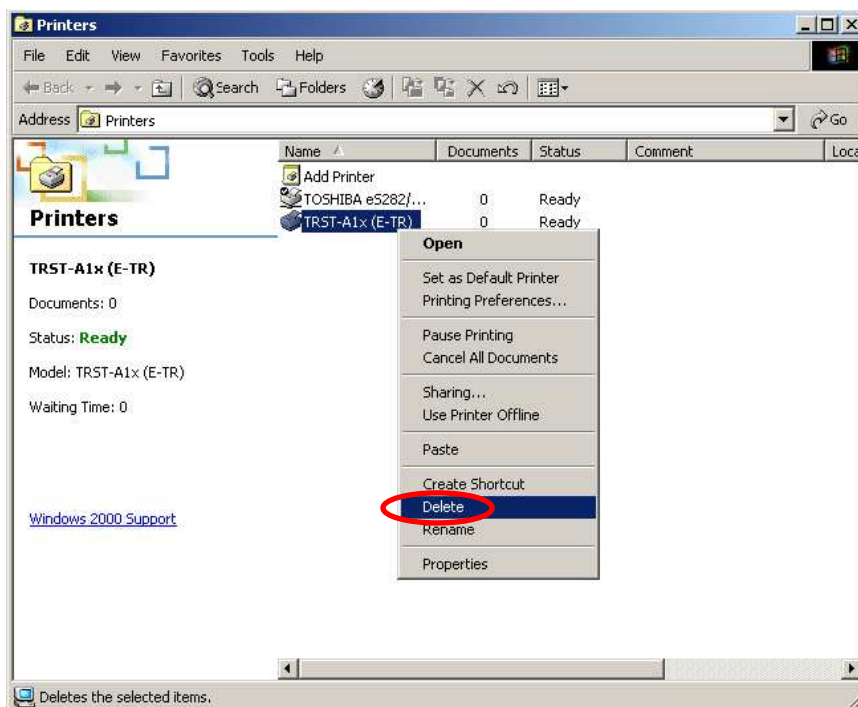 Printers
File Edit View Favorites Tools Help
Back Search Folders
Address Printers Go
Name Documents Status Comment Loca
Add Printer
TOSHIBA eS282/... 0 Ready
TRST-A1x (E-TR) 0 Ready
Printers
TRST-A1x (E-TR)
Documents: 0
Status: Ready
Model: TRST-A1x (E-TR)
Waiting Time: 0
Windows 2000 Support
Open
Set as Default Printer
Printing Preferences...
Pause Printing
Cancel All Documents
Sharing...
Use Printer Offline
Paste
Create Shortcut
Delete
Rename
Properties
Deletes the selected items.